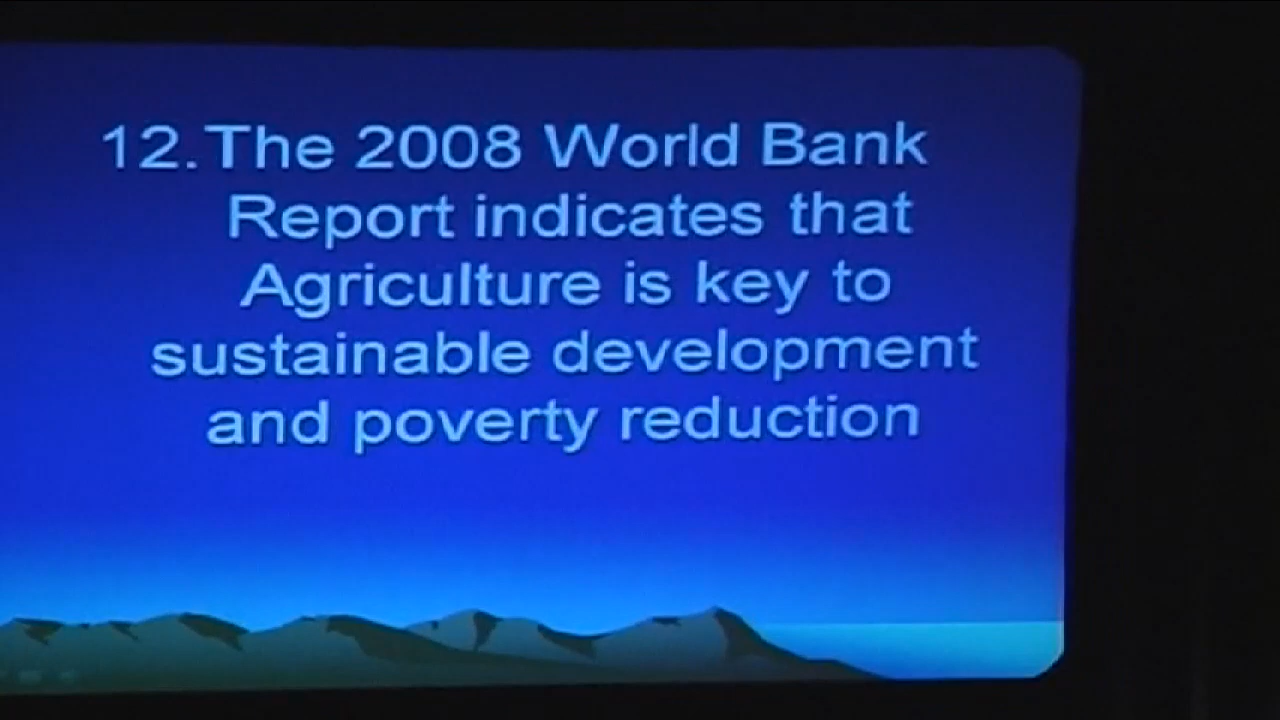 12.The 2008 World Bank
Report indicates that
Agriculture is key to
sustainable development
and poverty reduction